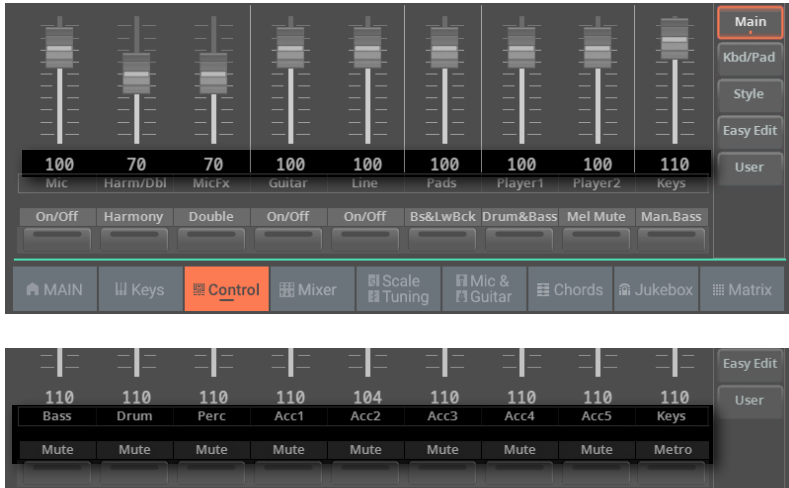 Main
Kbd/Pad
Style
Easy Edit
User
100 70 70 100 100 100 100 100 110
Mic Harm/Dbl MicFx Guitar Line Pads Player1 Player2 Keys
On/Off Harmony Double On/Off On/Off Bs&LwBck Drum&Bass Mel Mute Man.Bass
MAIN Keys Control Mixer Scale Tuning Mic & Guitar Chords Jukebox Matrix
Easy Edit
User
110 110 110 110 104 110 110 110 110
Bass Drum Perc Acc1 Acc2 Acc3 Acc4 Acc5 Keys
Mute Mute Mute Mute Mute Mute Mute Mute Metro